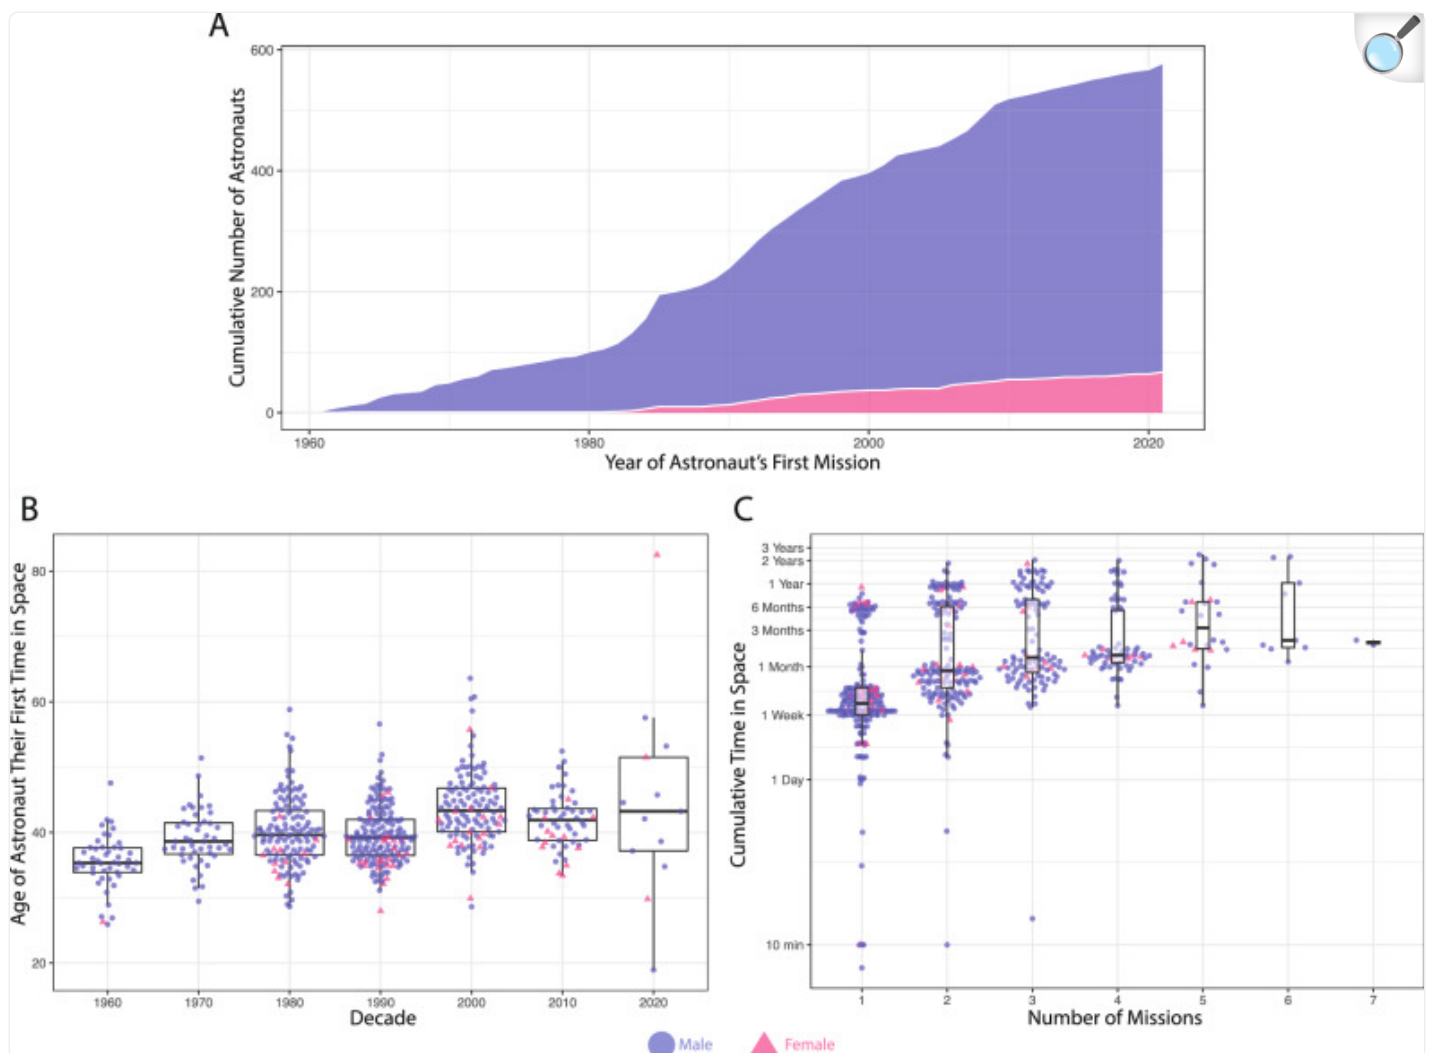 A
Cumulative Number of Astronauts
600
400
200
0
1960 1980 2000 2020
Year of Astronaut's First Mission
B
Age of Astronaut Their First Time in Space
80
60
40
20
1960 1970 1980 1990 2000 2010 2020
Decade
C
Cumulative Time in Space
3 Years
2 Years
1 Year
6 Months
3 Months
1 Month
1 Week
1 Day
10 min
1 2 3 4 5 6 7
Number of Missions
Male Female